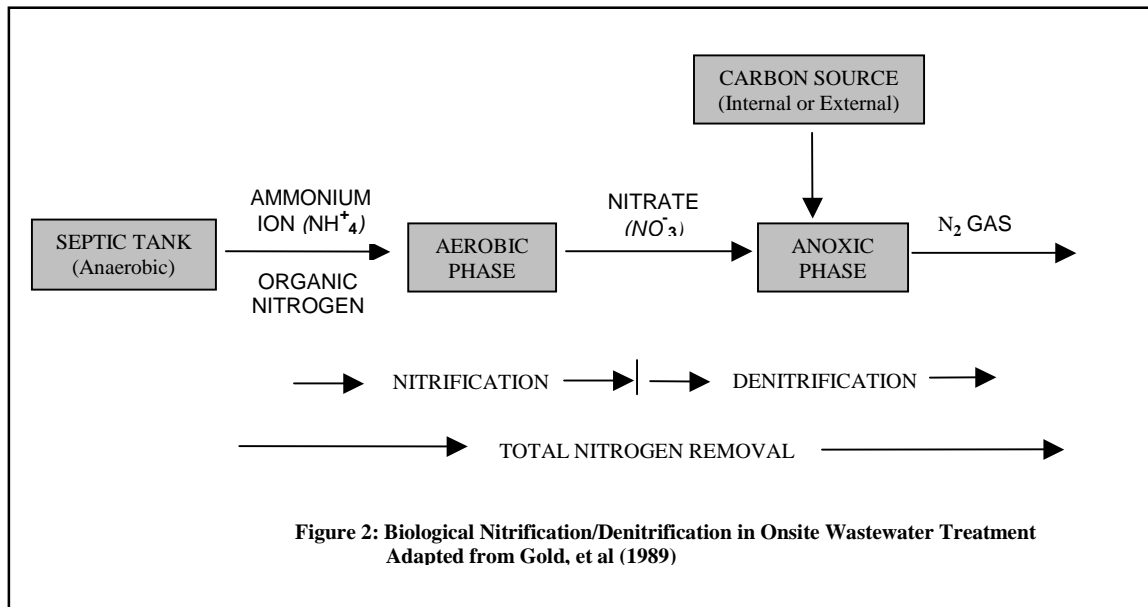 CARBON SOURCE
(Internal or External)
AMMONIUM
ION (NH+4)
NITRATE
(NO-3)
N2 GAS
SEPTIC TANK
(Anaerobic)
AEROBIC
PHASE
ANOXIC
PHASE
ORGANIC
NITROGEN
NITRIFICATION
DENITRIFICATION
TOTAL NITROGEN REMOVAL
Figure 2: Biological Nitrification/Denitrification in Onsite Wastewater Treatment
Adapted from Gold, et al (1989)